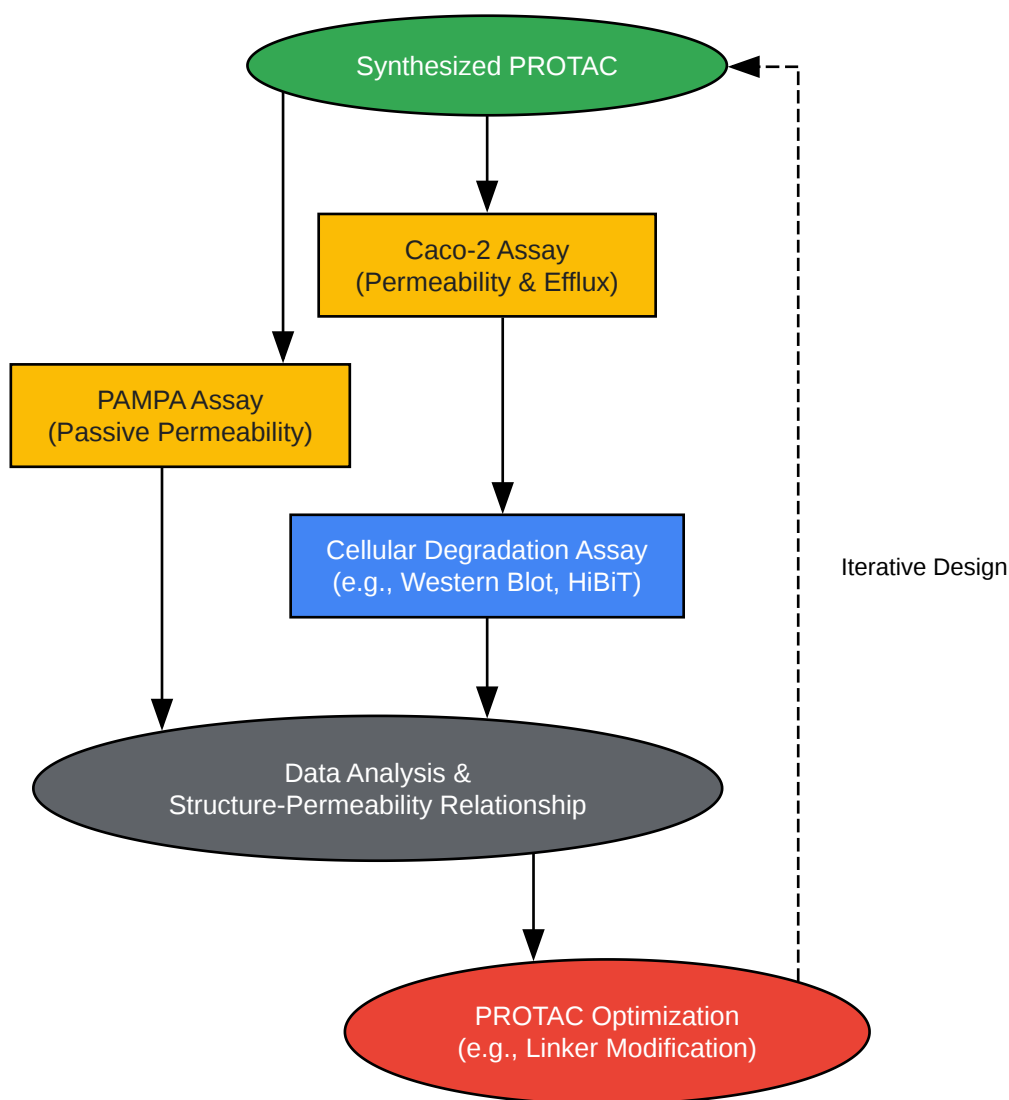 Synthesized PROTAC
Caco-2 Assay
(Permeability & Efflux)
PAMPA Assay
(Passive Permeability)
Cellular Degradation Assay
(e.g., Western Blot, HiBiT)
Iterative Design
Data Analysis &
Structure-Permeability Relationship
PROTAC Optimization
(e.g., Linker Modification)